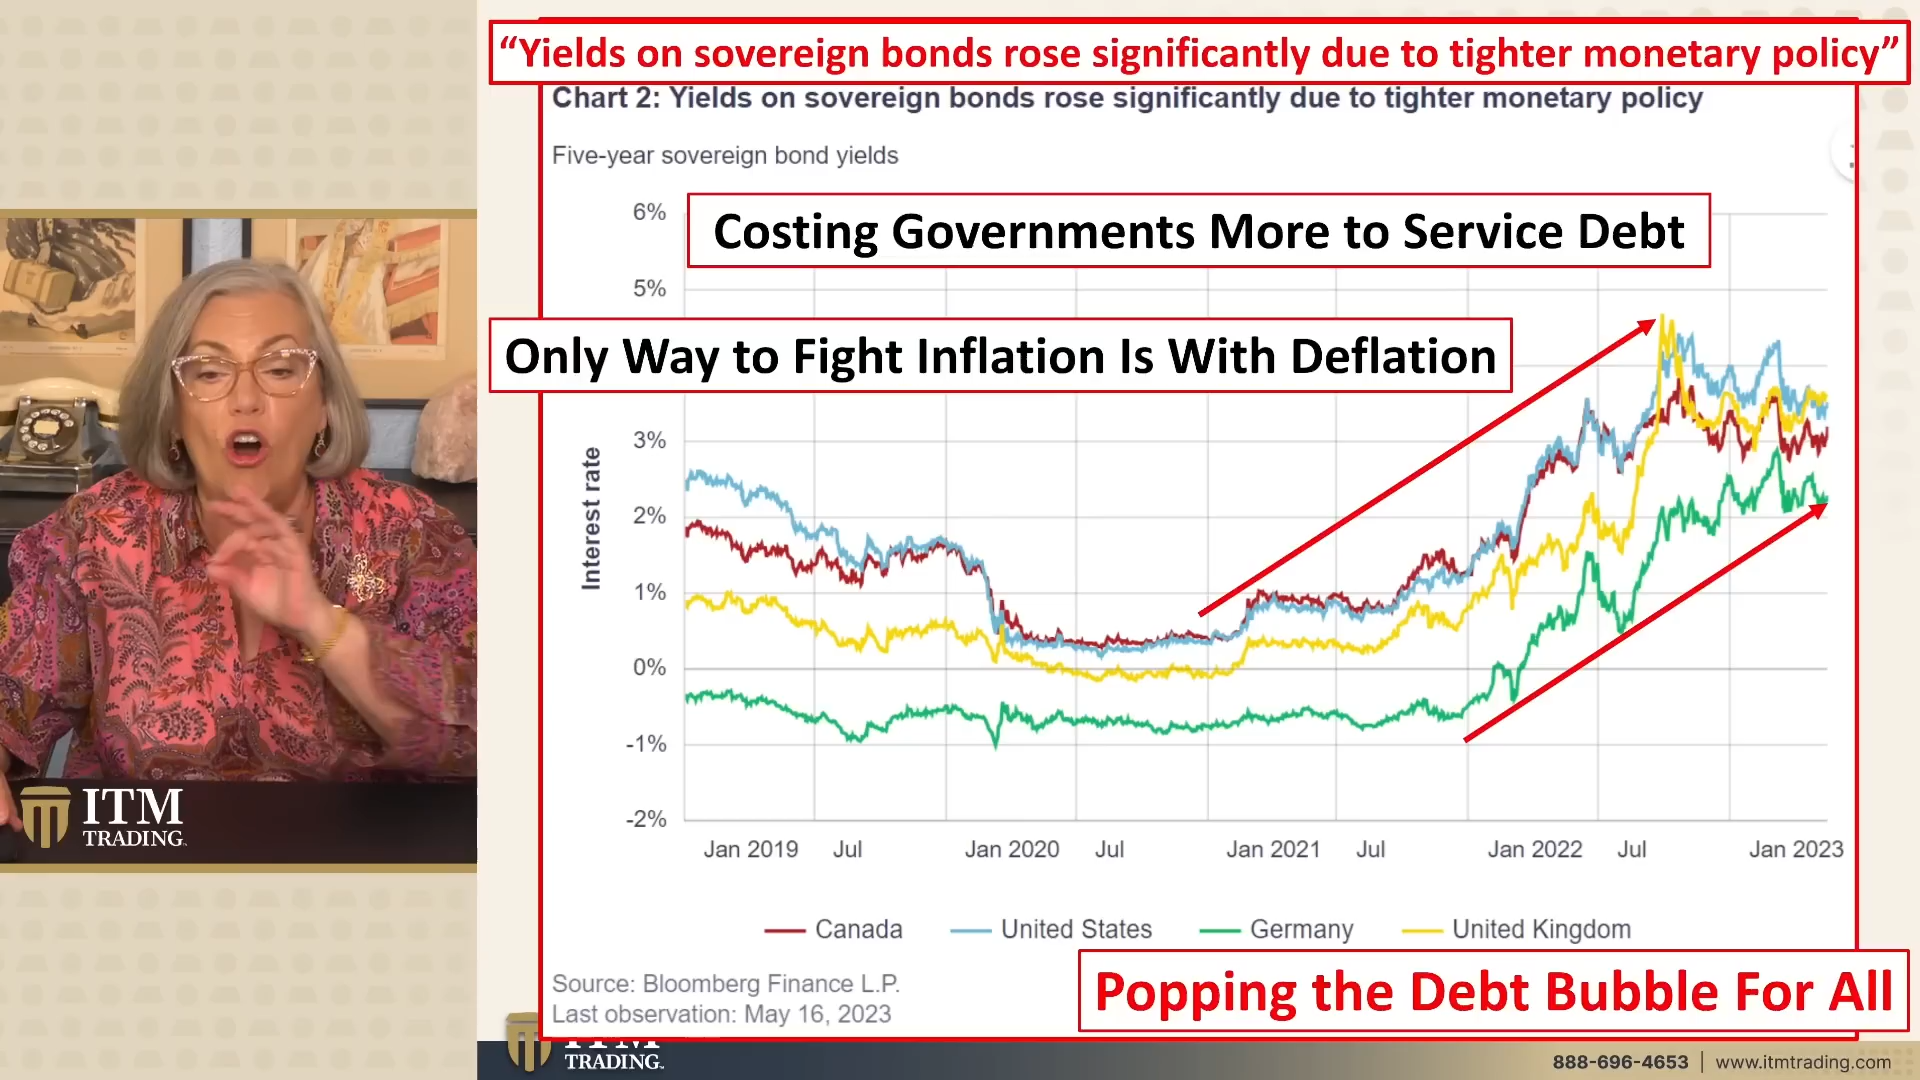 “Yields on sovereign bonds rose significantly due to tighter monetary policy”
Chart 2: Yields on sovereign bonds rose significantly due to tighter monetary policy
Five-year sovereign bond yields
Costing Governments More to Service Debt
Only Way to Fight Inflation Is With Deflation
6%
5%
3%
2%
1%
0%
-1%
-2%
Interest rate
Jan 2019 Jul Jan 2020 Jul Jan 2021 Jul Jan 2022 Jul Jan 2023
Canada United States Germany United Kingdom
Source: Bloomberg Finance L.P.
Last observation: May 16, 2023
Popping the Debt Bubble For All
ITM
TRADING
ITM
TRADING
888-696-4653 | www.itmtrading.com